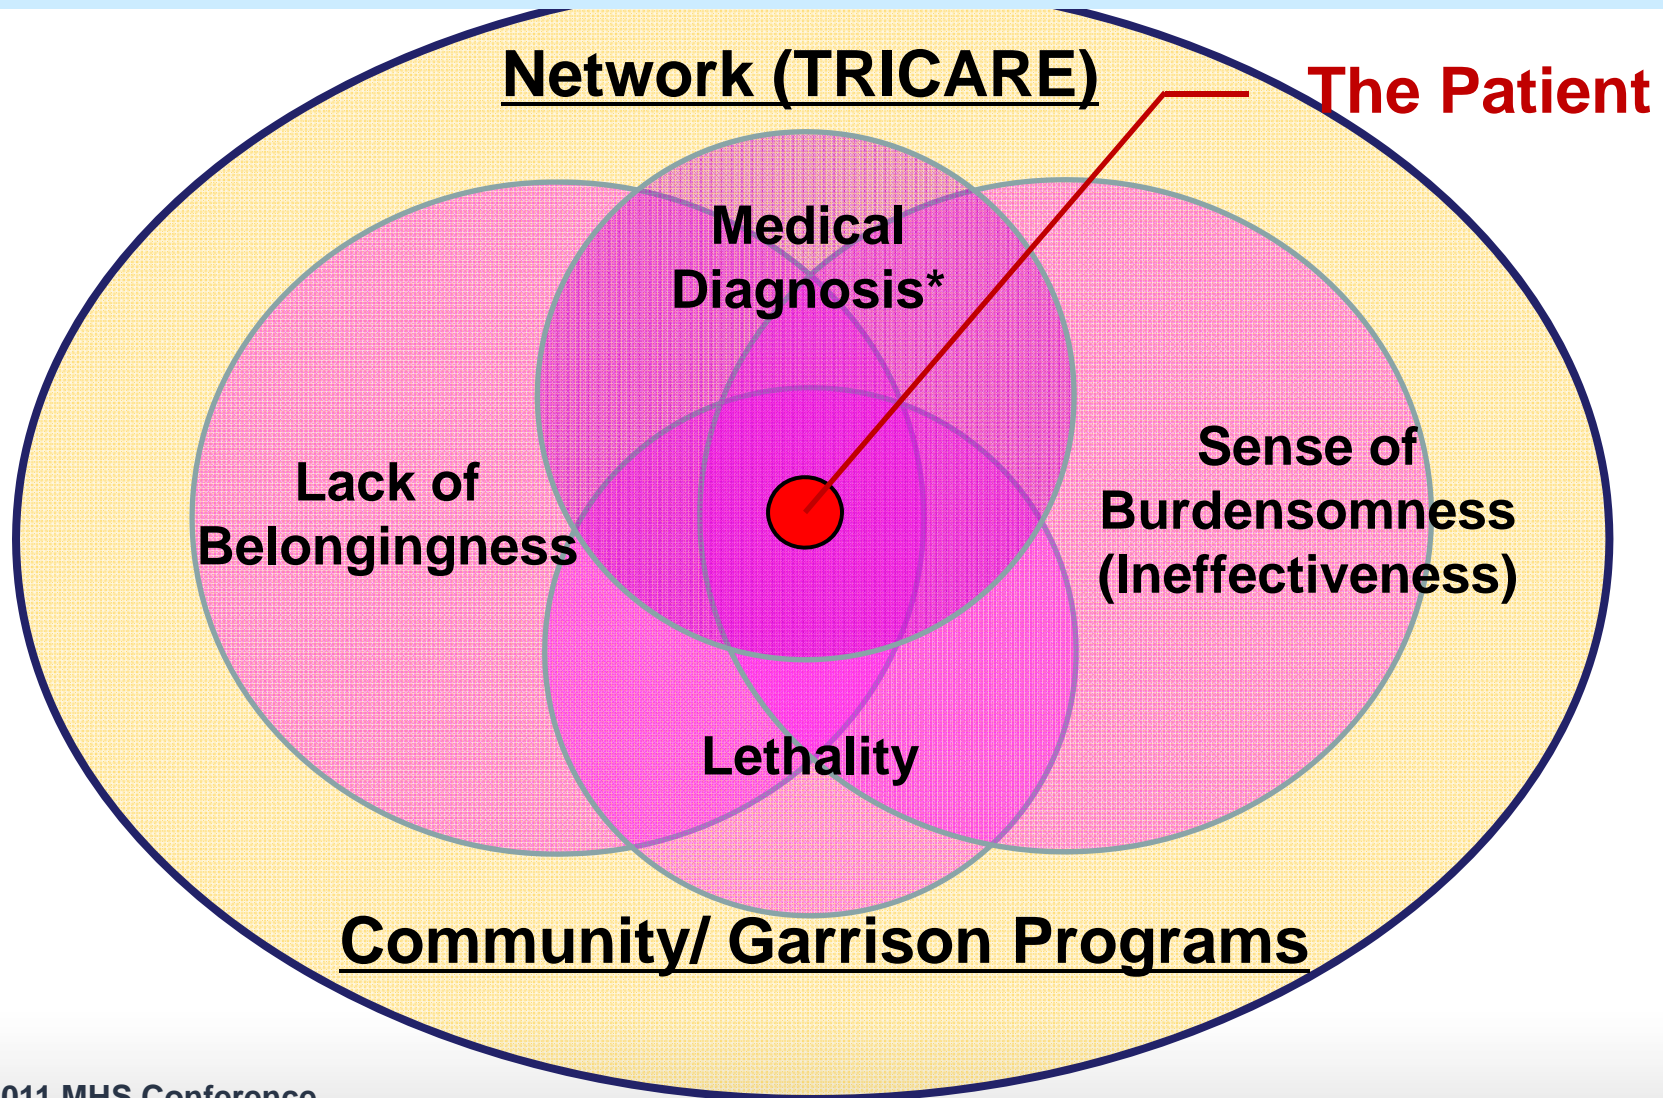 Network (TRICARE)
The Patient
Medical
Diagnosis*
Lack of
Belongingness
Sense of
Burdensomness
(Ineffectiveness)
Lethality
Community/ Garrison Programs
011 MHS Conference